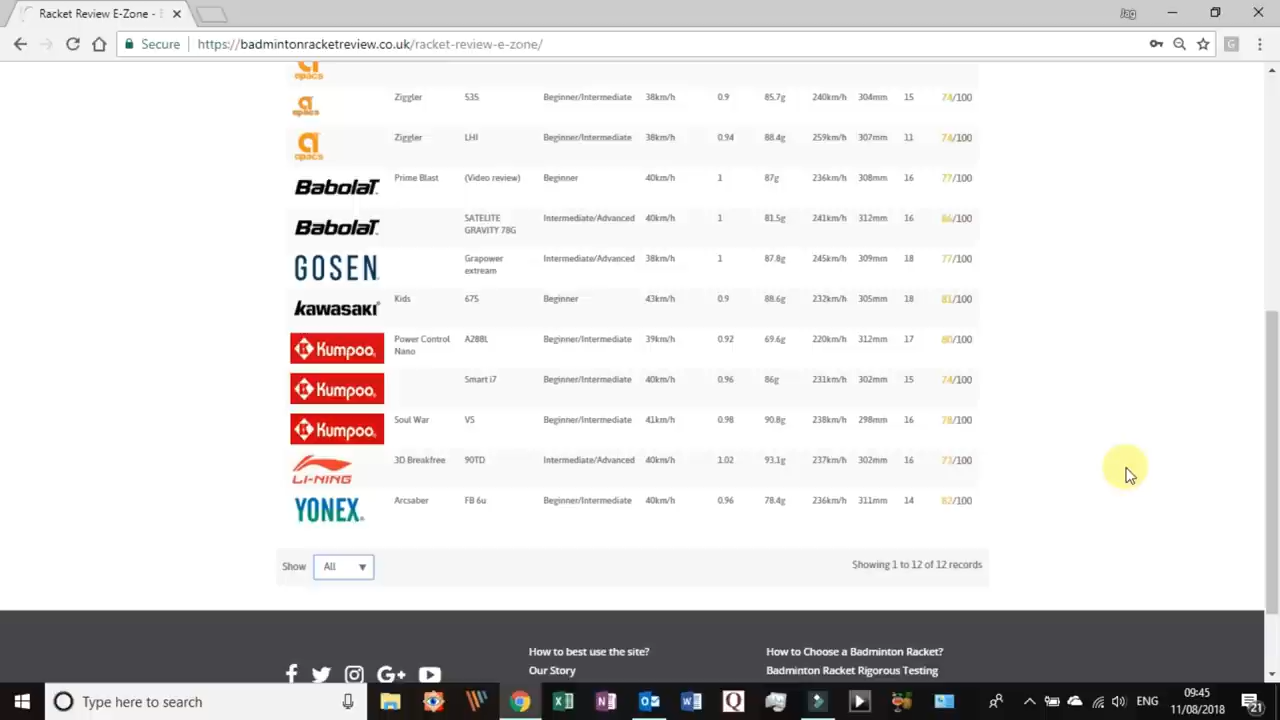 Racket Review E-Zone -
Secure https://badmintonracketreview.co.uk/racket-review-e-zone/
apacs
apacs Ziggler 535 Beginner/Intermediate 38km/h 0.9 85.7g 240km/h 304mm 15 74/100
apacs Ziggler LHI Beginner/Intermediate 38km/h 0.94 88.4g 259km/h 307mm 11 74/100
BabolaT Prime Blast (Video review) Beginner 40km/h 1 87g 236km/h 308mm 16 77/100
BabolaT SATELITE GRAVITY 78G Intermediate/Advanced 40km/h 1 81.5g 241km/h 312mm 16 86/100
GOSEN Grapower extream Intermediate/Advanced 38km/h 1 87.8g 245km/h 309mm 18 77/100
KAWASAKI Kids 675 Beginner 43km/h 0.9 88.6g 232km/h 305mm 18 81/100
Kumpoo Power Control Nano A28BL Beginner/Intermediate 39km/h 0.92 69.6g 220km/h 312mm 17 80/100
Kumpoo Smart i7 Beginner/Intermediate 40km/h 0.96 86g 231km/h 302mm 15 74/100
Kumpoo Soul War V5 Beginner/Intermediate 41km/h 0.98 90.8g 238km/h 298mm 16 78/100
LI-NING 3D Breakfree 90TD Intermediate/Advanced 40km/h 1.02 93.1g 237km/h 302mm 16 73/100
YONEX Arcsaber FB 6u Beginner/Intermediate 40km/h 0.96 78.4g 236km/h 311mm 14 82/100
Show All Showing 1 to 12 of 12 records
How to best use the site? How to Choose a Badminton Racket?
Our Story Badminton Racket Rigorous Testing
Type here to search ENG 09:45
11/08/2018 21